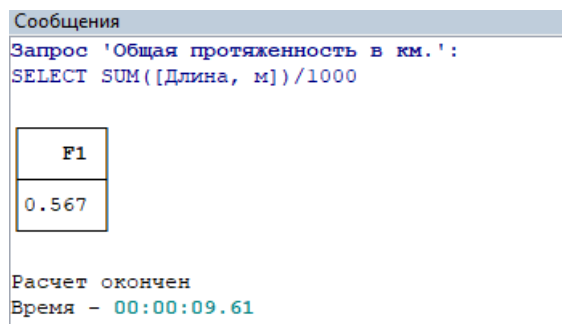 Сообщения
Запрос 'Общая протяженность в км.':
SELECT SUM([Длина, м])/1000
F1
0.567
Расчет окончен
Время - 00:00:09.61